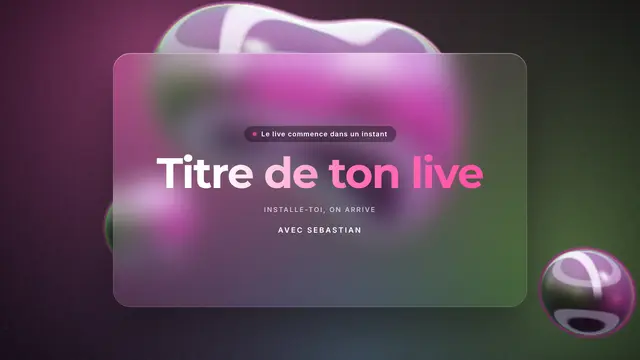 Le live commence dans un instant
Titre de ton live
INSTALLE-TOI, ON ARRIVE
AVEC SEBASTIAN